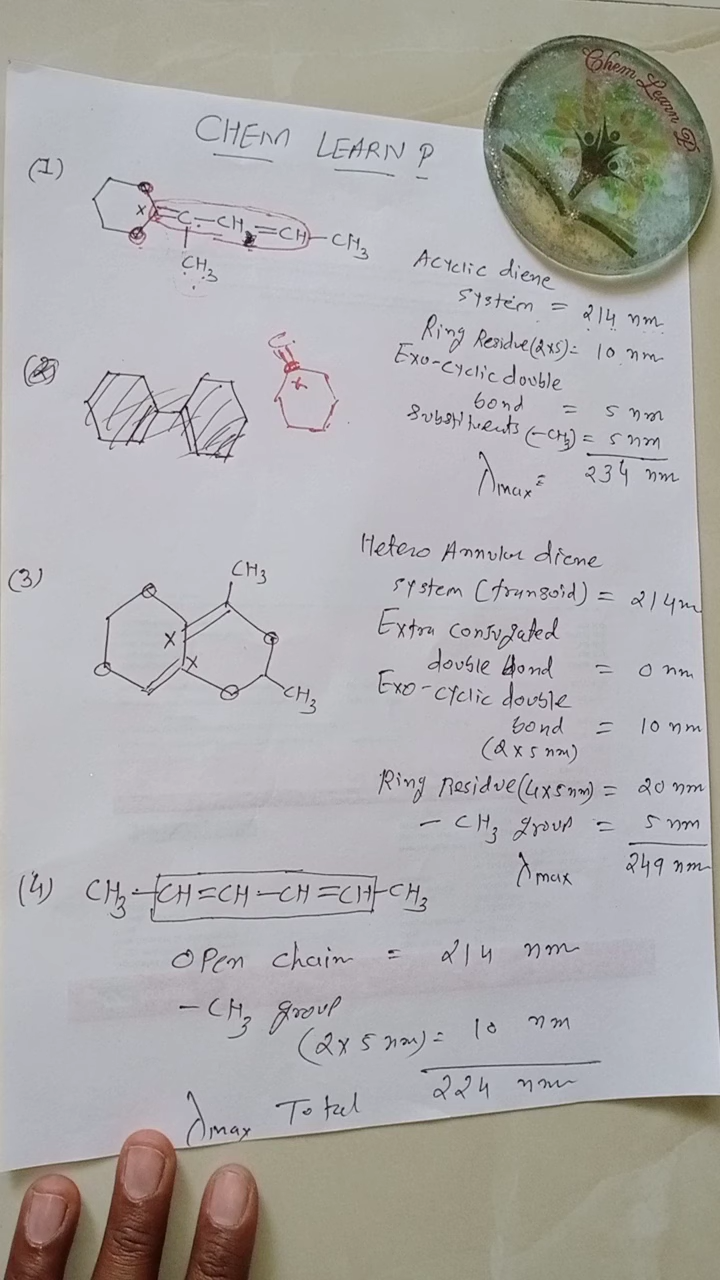 CHEM LEARN P
Chem Learn P
(1)
X =C-CH=CH-CH3
CH3
Acyclic diene
system = 214 nm
Ring Residue(2x5)= 10 nm
Exo-cyclic double
bond = 5 nm
Substituents (-CH3) = 5 nm
λmax = 234 nm
(2)
C
X
(3)
CH3
X
X
CH3
Hetero Annular diene
system (transoid) = 214 m
Extra conjugated
double bond = 0 nm
Exo-cyclic double
bond = 10 nm
(2x5 nm)
Ring Residue(4x5nm) = 20 nm
- CH3 group = 5 nm
λmax 249 nm
(4) CH3-CH=CH-CH=CH-CH3
Open chain = 214 nm
-CH3 group
(2x5 nm)= 10 nm
224 nm
λmax Total